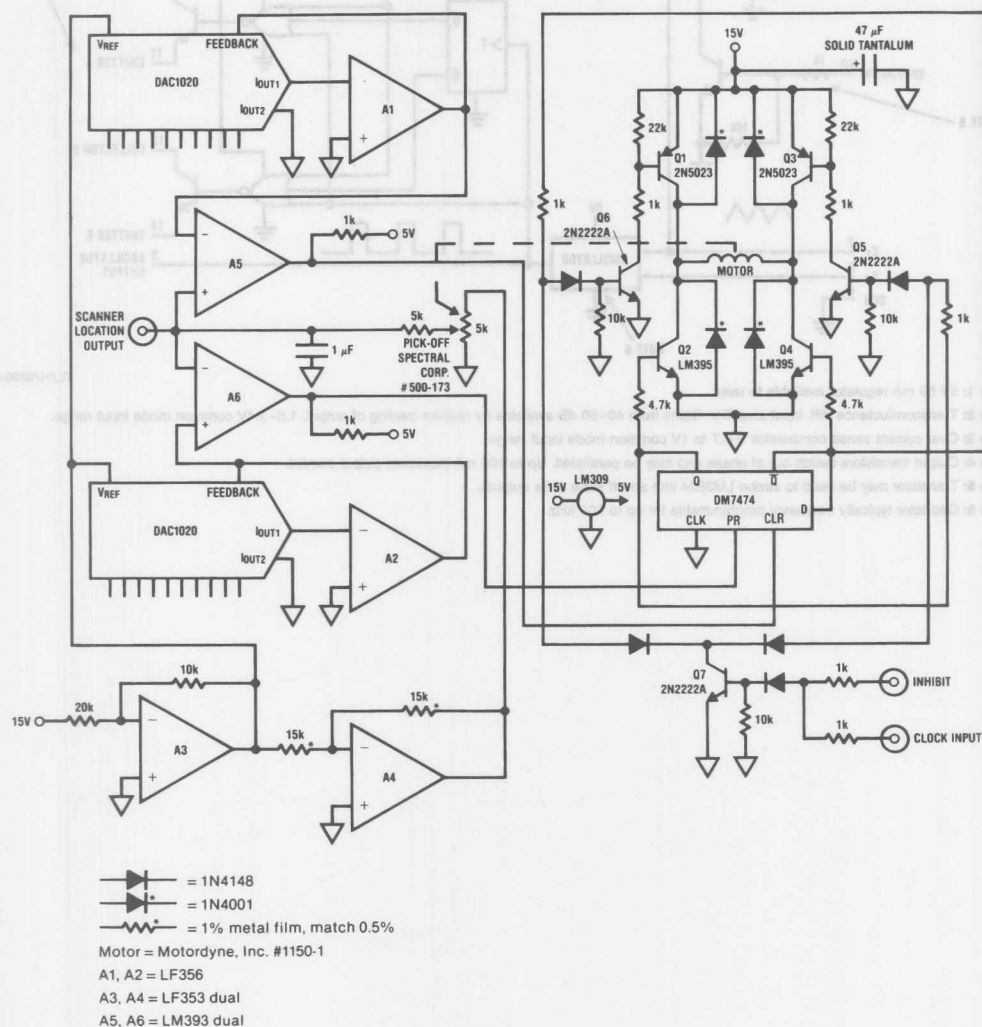 VREF
FEEDBACK
DAC1020
IOUT1
IOUT2
A1
−
+
A5
−
+
1k
5V
SCANNER
LOCATION
OUTPUT
1 µF
5k
5k
PICK-OFF
SPECTRAL
CORP.
#500-173
A6
−
+
1k
5V
VREF
FEEDBACK
DAC1020
IOUT1
IOUT2
A2
−
+
15V
20k
10k
A3
−
+
15k*
15k*
A4
−
+
15V
47 µF
SOLID TANTALUM
+
22k
22k
Q1
2N5023
Q3
2N5023
*
*
1k
1k
1k
Q6
2N2222A
Q5
2N2222A
MOTOR
10k
10k
1k
*
*
Q2
LM395
Q4
LM395
4.7k
4.7k
LM309
15V
5V
Q
Q̅
DM7474
D
CLK
PR
CLR
Q7
2N2222A
10k
1k
INHIBIT
1k
CLOCK INPUT
= 1N4148
* = 1N4001
* = 1% metal film, match 0.5%
Motor = Motordyne, Inc. #1150-1
A1, A2 = LF356
A3, A4 = LF353 dual
A5, A6 = LM393 dual